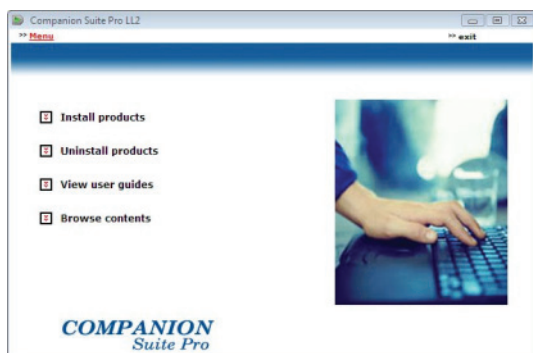 Companion Suite Pro LL2
>> Menu
>> exit
Install products
Uninstall products
View user guides
Browse contents
COMPANION
Suite Pro